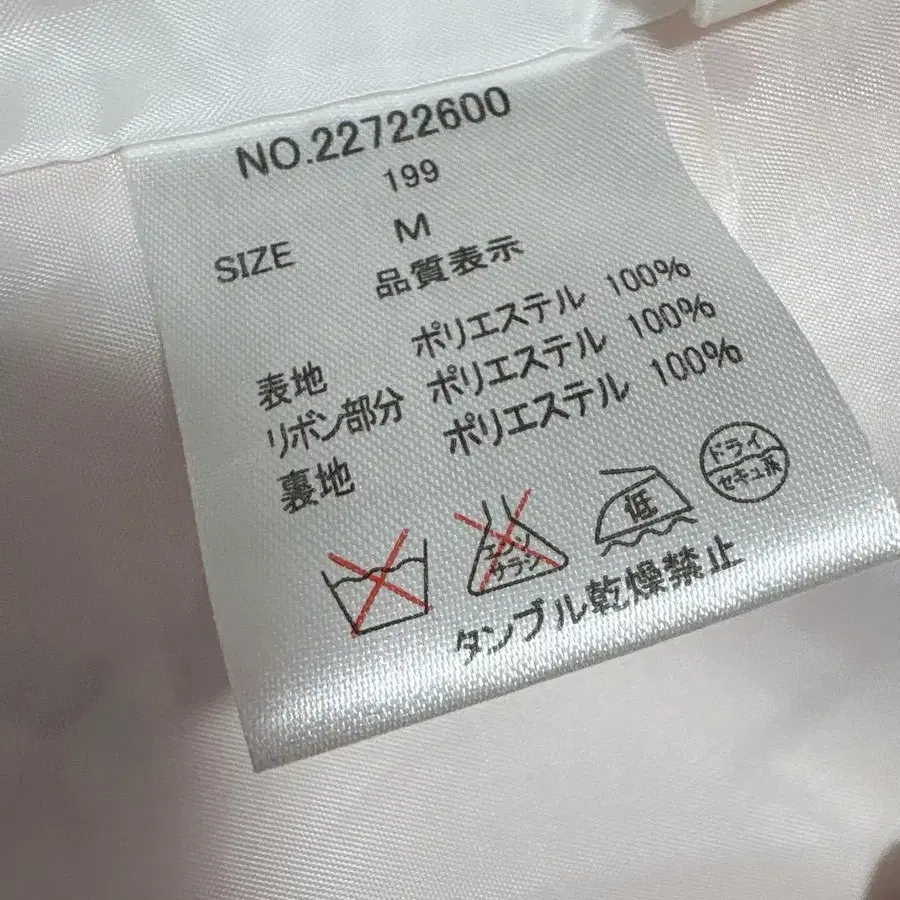 NO.22722600
199
SIZE M
品質表示
表地 ポリエステル 100%
リボン部分 ポリエステル 100%
裏地 ポリエステル 100%
エンソ
サラシ
低
ドライ
セキユ系
タンブル乾燥禁止